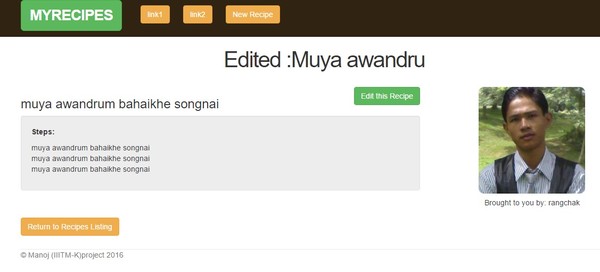 MYRECIPES link1 link2 New Recipe
Edited :Muya awandru
Edit this Recipe
muya awandrum bahaikhe songnai
Steps:
muya awandrum bahaikhe songnai
muya awandrum bahaikhe songnai
muya awandrum bahaikhe songnai
Brought to you by: rangchak
Return to Recipes Listing
© Manoj (IIITM-K)project 2016